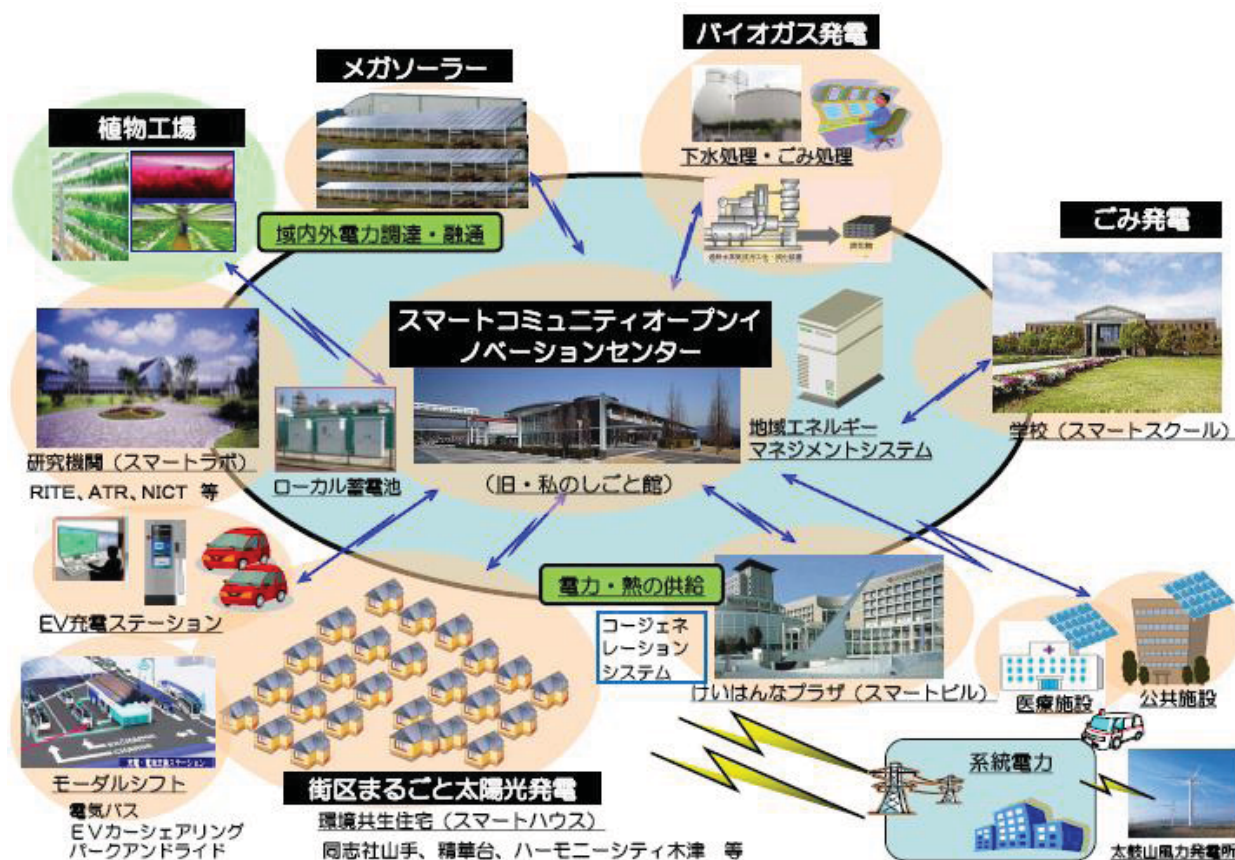 バイオガス発電
メガソーラー
植物工場
下水処理・ごみ処理
ごみ発電
域内外電力調達・融通
スマートコミュニティオープンイ
ノベーションセンター
地域エネルギー
マネジメントシステム
学校(スマートスクール)
研究機関(スマートラボ)
RITE、ATR、NICT 等
ローカル蓄電池
(旧・私のしごと館)
EV充電ステーション
電力・熱の供給
コージェネ
レーション
システム
けいはんなプラザ(スマートビル)
医療施設
公共施設
モーダルシフト
電気バス
EVカーシェアリング
パークアンドライド
街区まるごと太陽光発電
環境共生住宅(スマートハウス)
同志社山手、精華台、ハーモニーシティ木津 等
系統電力
太鼓山風力発電所